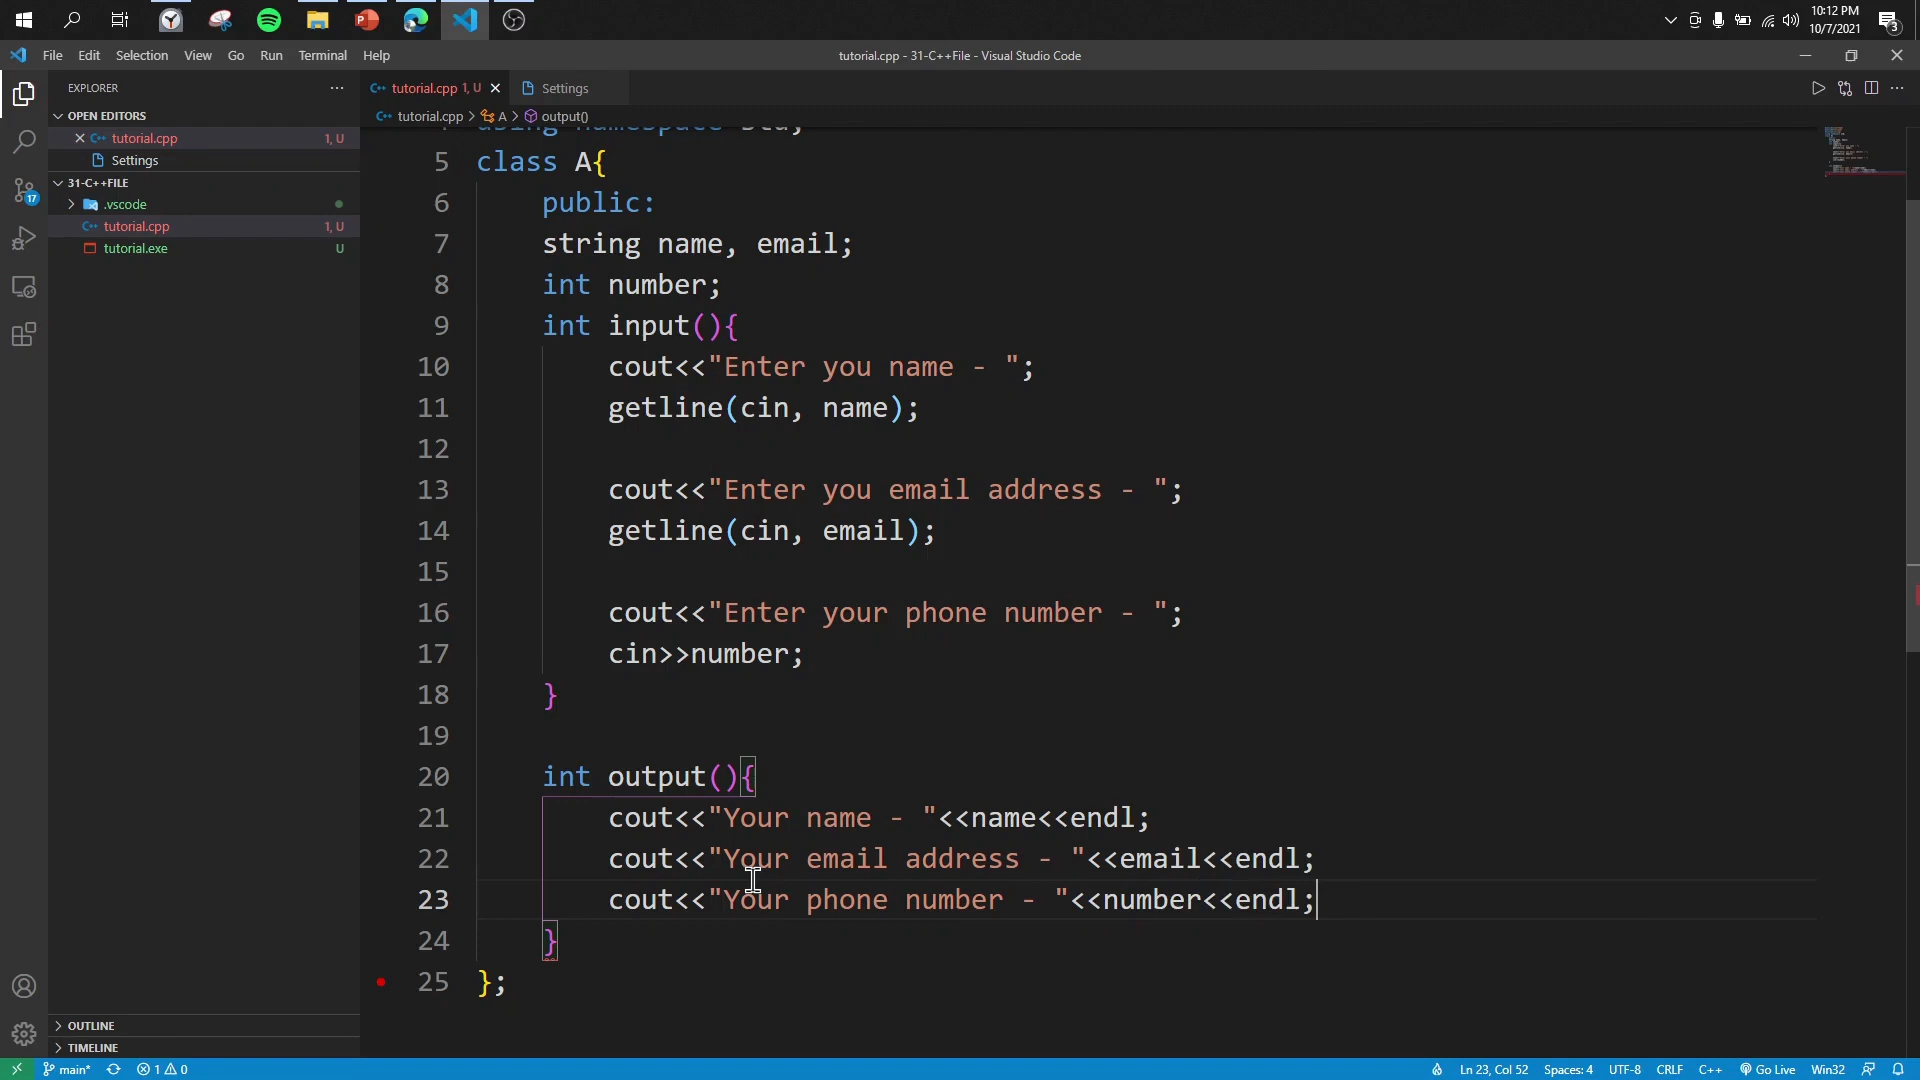 10:12 PM
10/7/2021
3
File Edit Selection View Go Run Terminal Help
tutorial.cpp - 31-C++File - Visual Studio Code
EXPLORER
tutorial.cpp 1, U
Settings
OPEN EDITORS
tutorial.cpp > A > output()
tutorial.cpp 1, U
Settings
31-C++FILE
.vscode
tutorial.cpp 1, U
tutorial.exe U
17
5 class A{
6 public:
7 string name, email;
8 int number;
9 int input(){
10 cout<<"Enter you name - ";
11 getline(cin, name);
12
13 cout<<"Enter you email address - ";
14 getline(cin, email);
15
16 cout<<"Enter your phone number - ";
17 cin>>number;
18 }
19
20 int output(){
21 cout<<"Your name - "<<name<<endl;
22 cout<<"Your email address - "<<email<<endl;
23 cout<<"Your phone number - "<<number<<endl;
24 }
25 };
OUTLINE
TIMELINE
main* 1 0
Ln 23, Col 52 Spaces: 4 UTF-8 CRLF C++ Go Live Win32